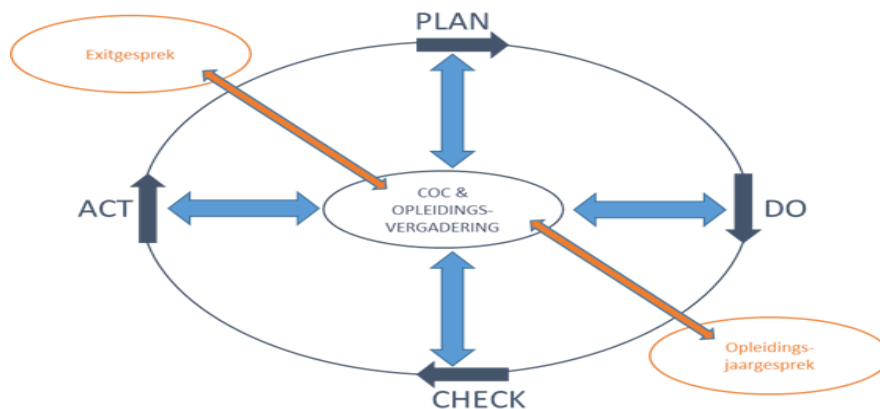 PLAN
Exitgesprek
COC &
OPLEIDINGS-
VERGADERING
ACT
DO
Opleidings-
jaargesprek
CHECK